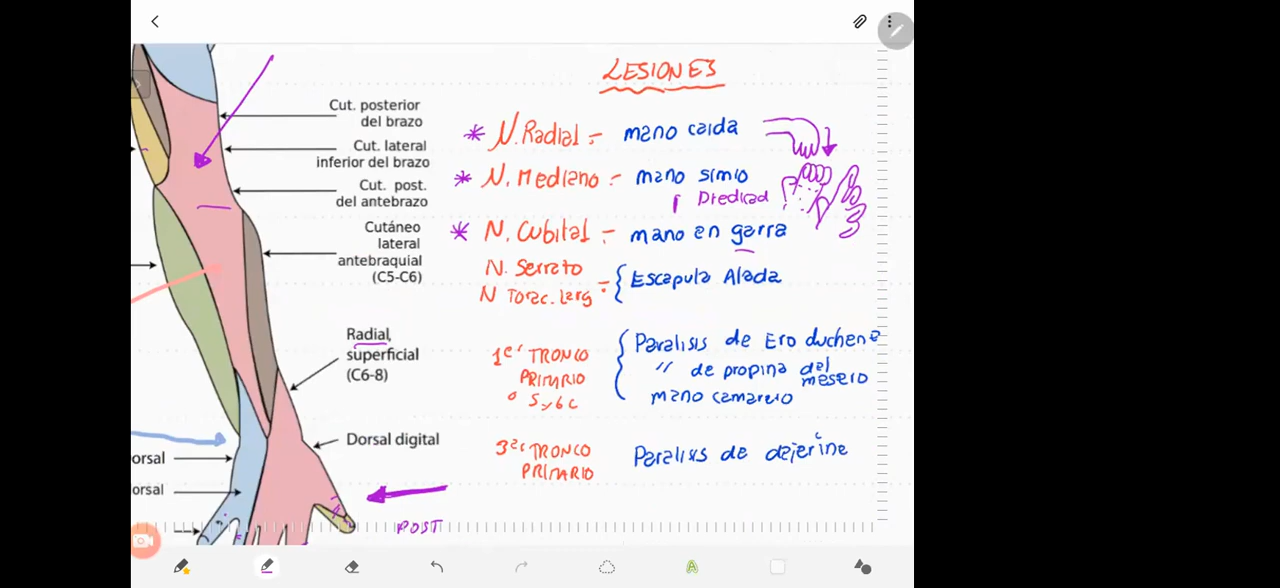 LESIONES
Cut. posterior
del brazo
Cut. lateral
inferior del brazo
Cut. post.
del antebrazo
Cutáneo
lateral
antebraquial
(C5-C6)
Radial,
superficial
(C6-8)
Dorsal digital
orsal
orsal
POST
* N. Radial :- mano caida
* N. Mediano :- mano simio
Predicad
* N. Cubital :- mano en garra
N. Serrato
N Torac. larg := { Escapula Alada
1er TRONCO
PRIMARIO
o 5 y 6 c
Paralisis de Ero duchene
" de propina del
mesero
mano camarero
3er TRONCO
PRIMARIO
Paralisis de dejerine